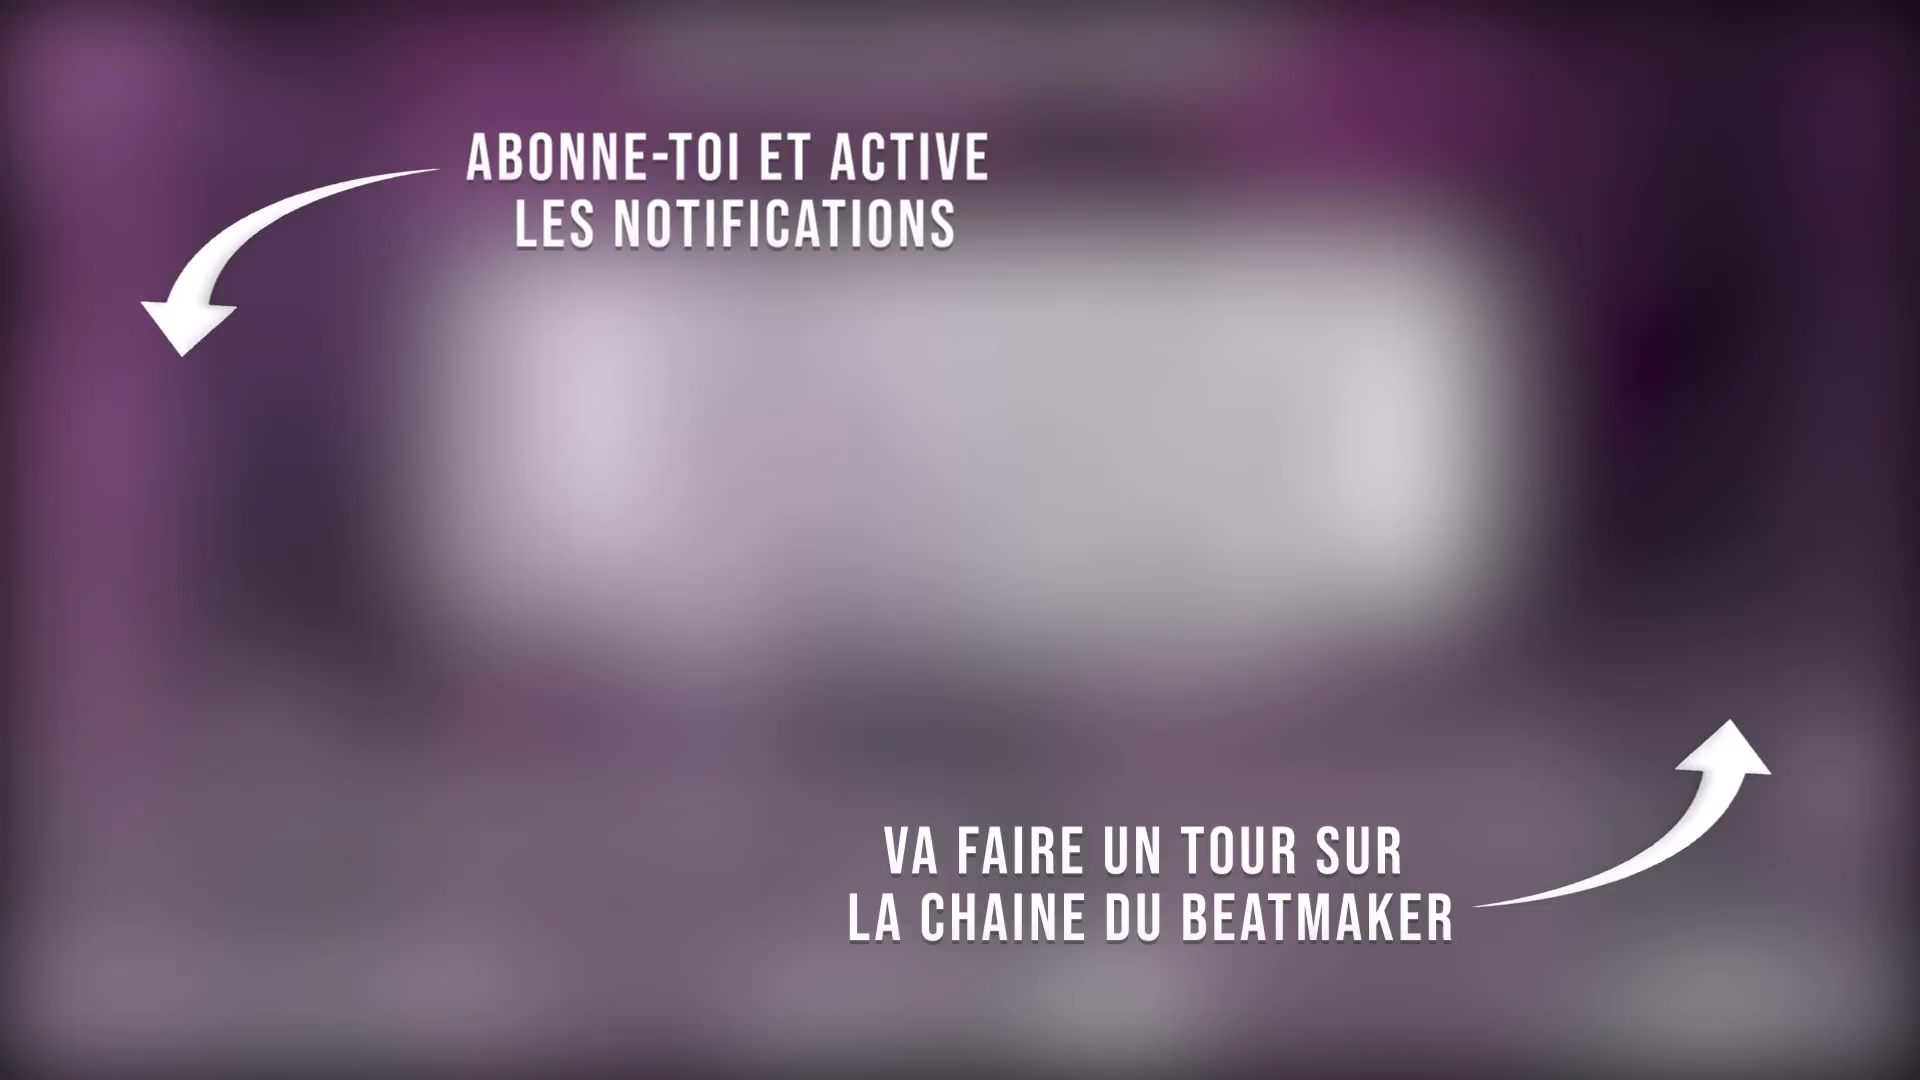 ABONNE-TOI ET ACTIVE
LES NOTIFICATIONS
VA FAIRE UN TOUR SUR
LA CHAINE DU BEATMAKER